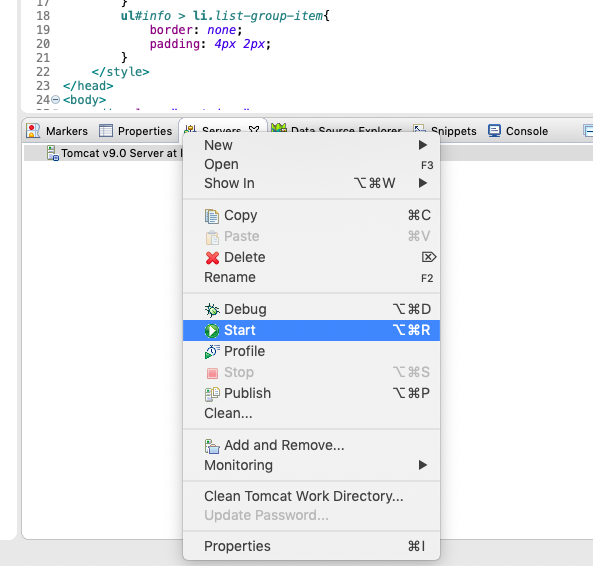 17 }
18 ul#info > li.list-group-item{
19 border: none;
20 padding: 4px 2px;
21 }
22 </style>
23 </head>
24 <body>
Markers Properties Servers Data Source Explorer Snippets Console
Tomcat v9.0 Server at
New
Open F3
Show In ⌥⌘W
Copy ⌘C
Paste ⌘V
Delete ⌦
Rename F2
Debug ⌥⌘D
Start ⌥⌘R
Profile
Stop ⌥⌘S
Publish ⌥⌘P
Clean...
Add and Remove...
Monitoring
Clean Tomcat Work Directory...
Update Password...
Properties ⌘I